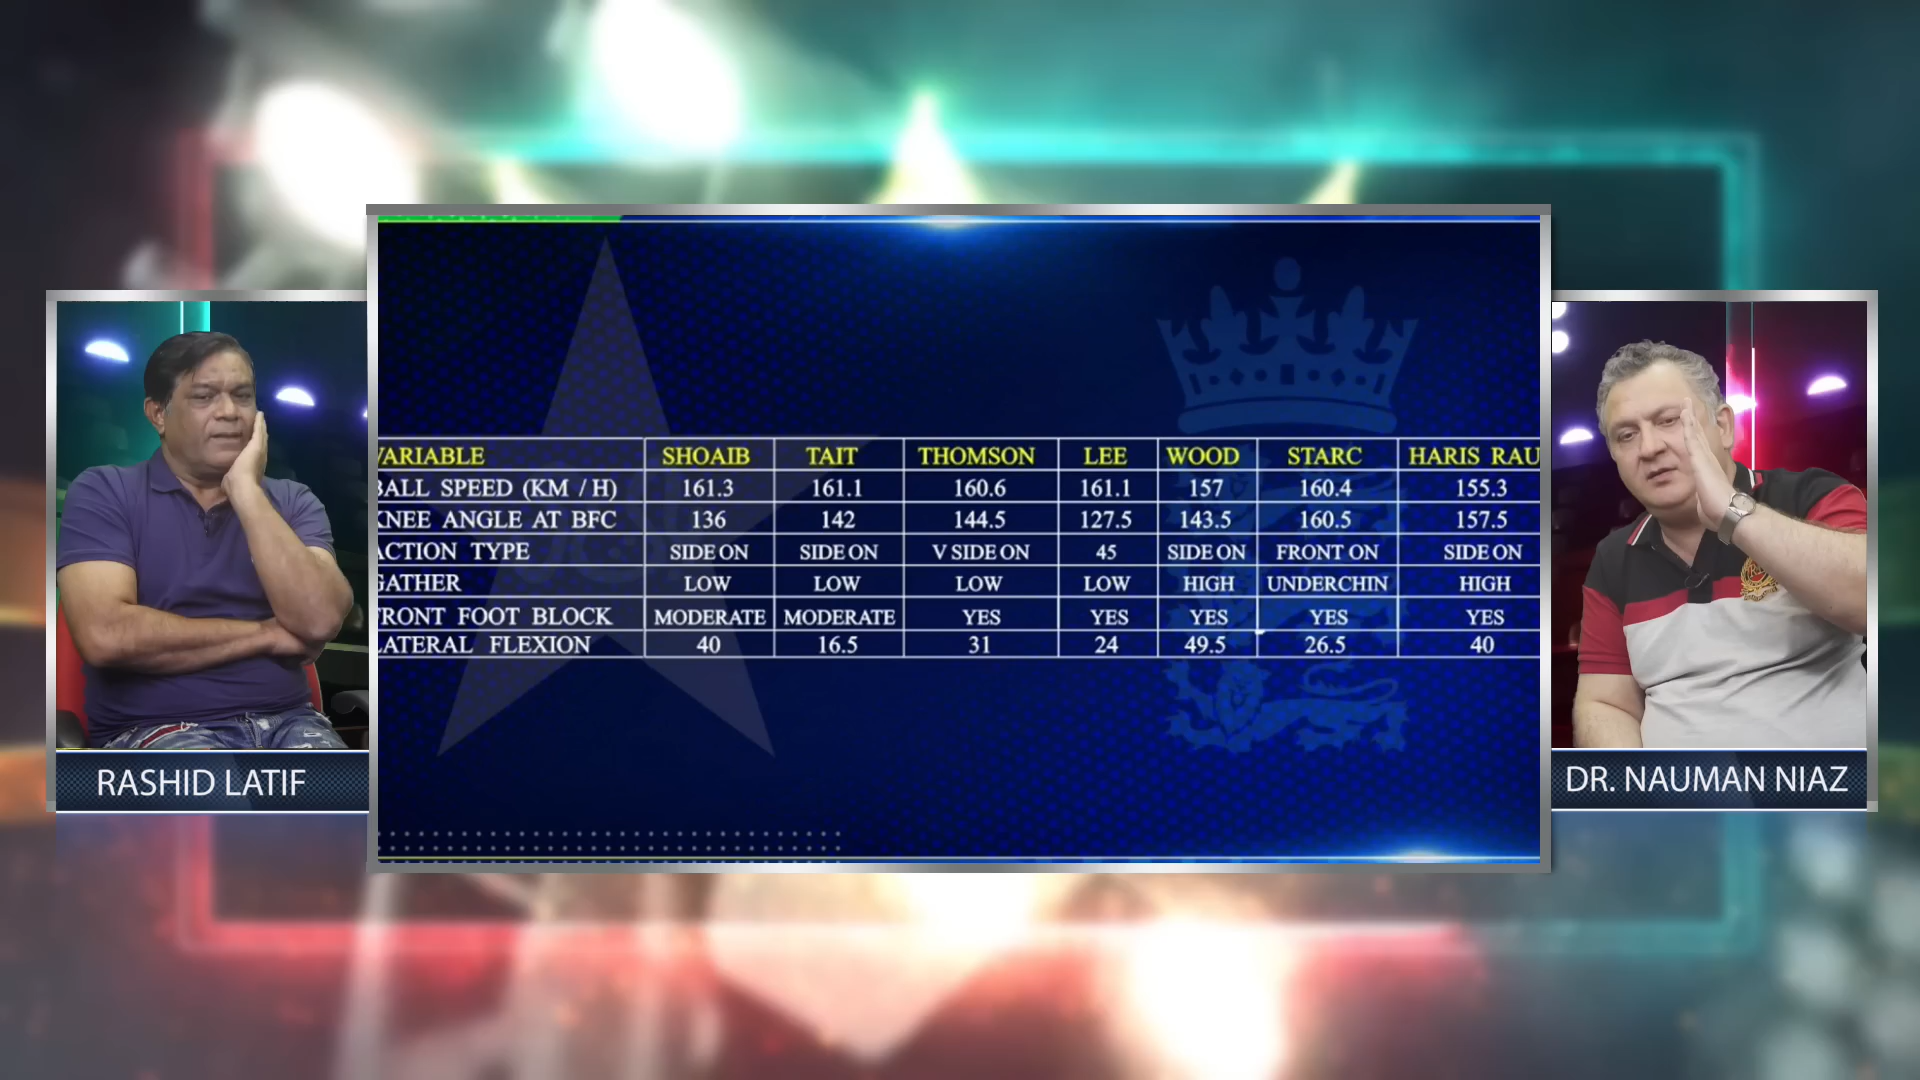 VARIABLE SHOAIB TAIT THOMSON LEE WOOD STARC HARIS RAU
BALL SPEED (KM / H) 161.3 161.1 160.6 161.1 157 160.4 155.3
KNEE ANGLE AT BFC 136 142 144.5 127.5 143.5 160.5 157.5
ACTION TYPE SIDE ON SIDE ON V SIDE ON 45 SIDE ON FRONT ON SIDE ON
GATHER LOW LOW LOW LOW HIGH UNDERCHIN HIGH
FRONT FOOT BLOCK MODERATE MODERATE YES YES YES YES YES
LATERAL FLEXION 40 16.5 31 24 49.5 26.5 40
RASHID LATIF
DR. NAUMAN NIAZ